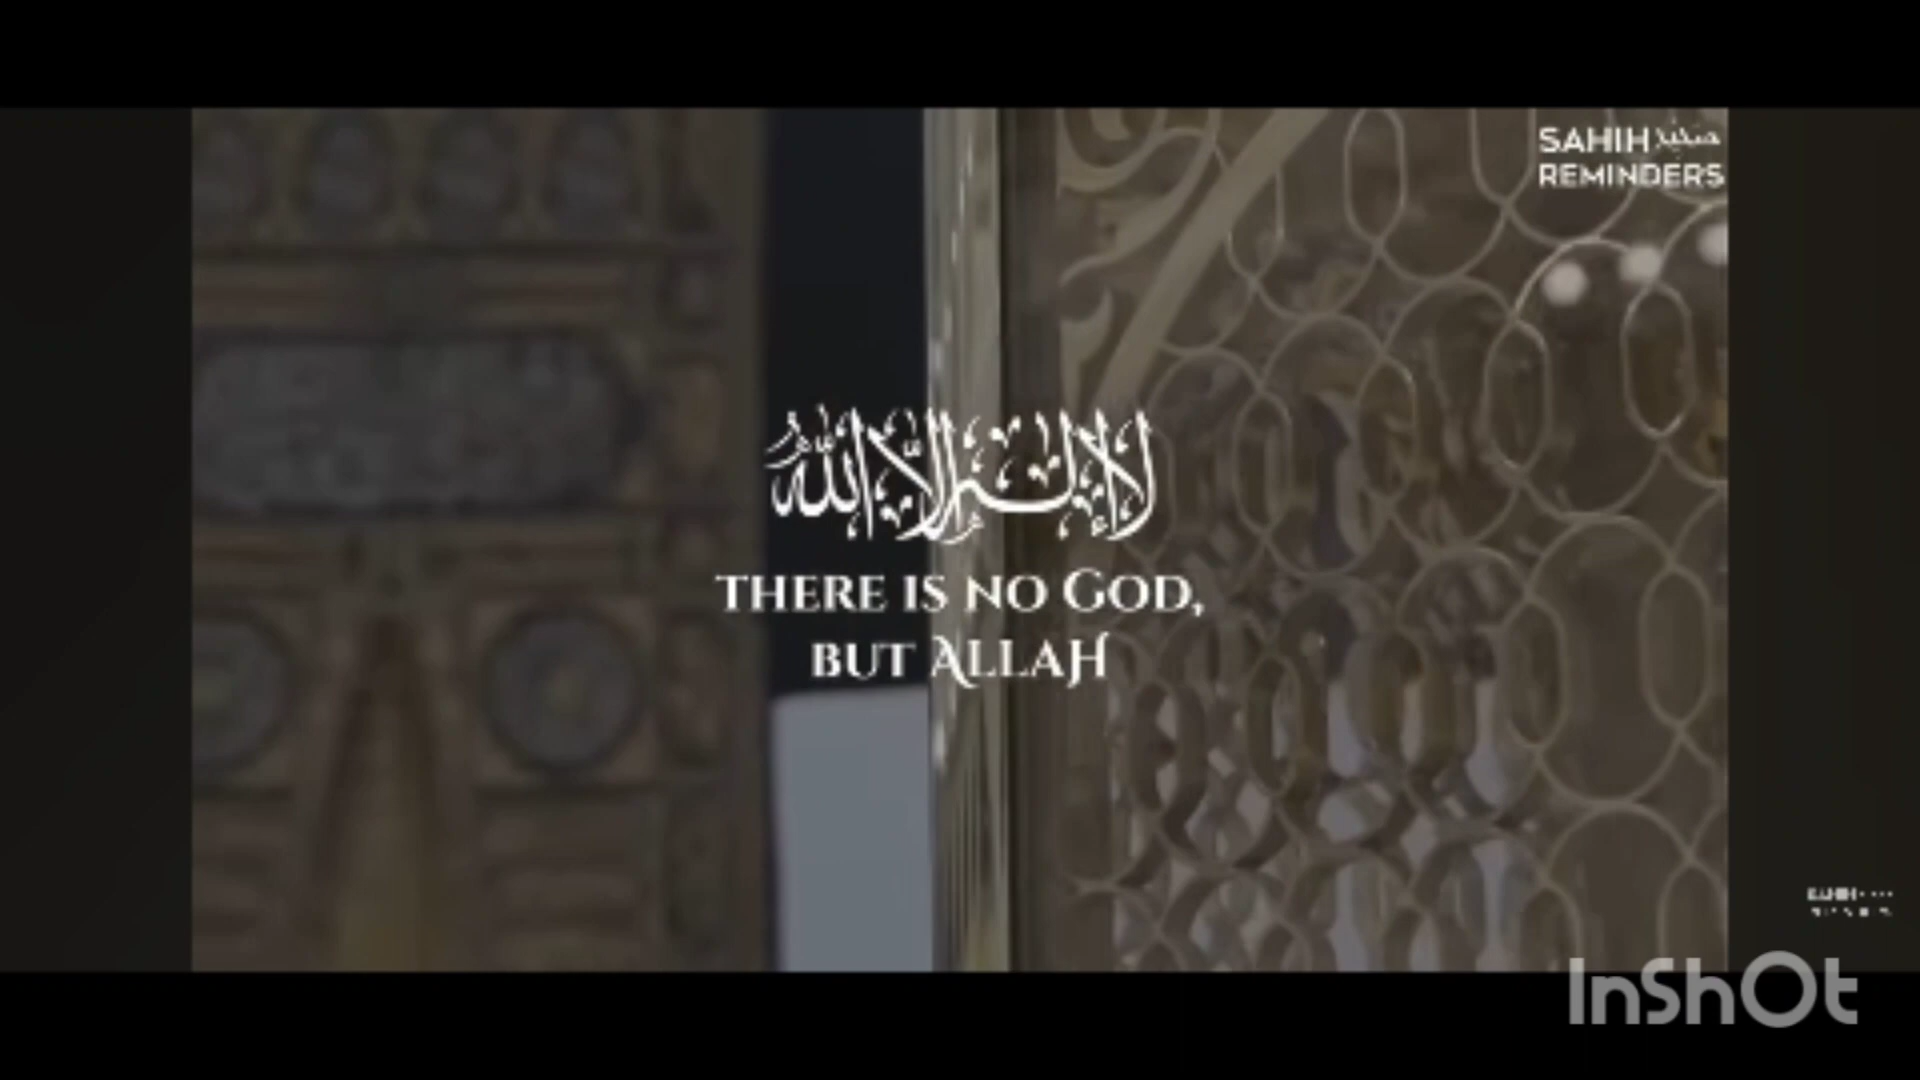 SAHIH صحيح
REMINDERS
لا إله إلا الله
THERE IS NO GOD,
BUT ALLAH
InShOt